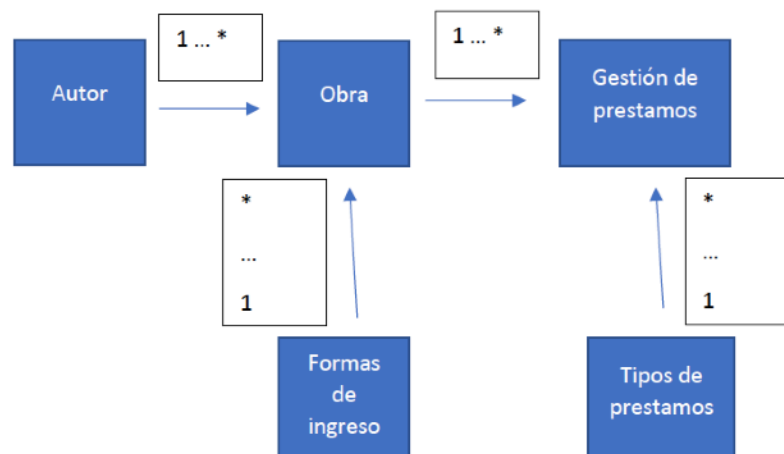 1 ... *
1 ... *
Autor
Obra
Gestión de
prestamos
*
...
1
*
...
1
Formas
de
ingreso
Tipos de
prestamos